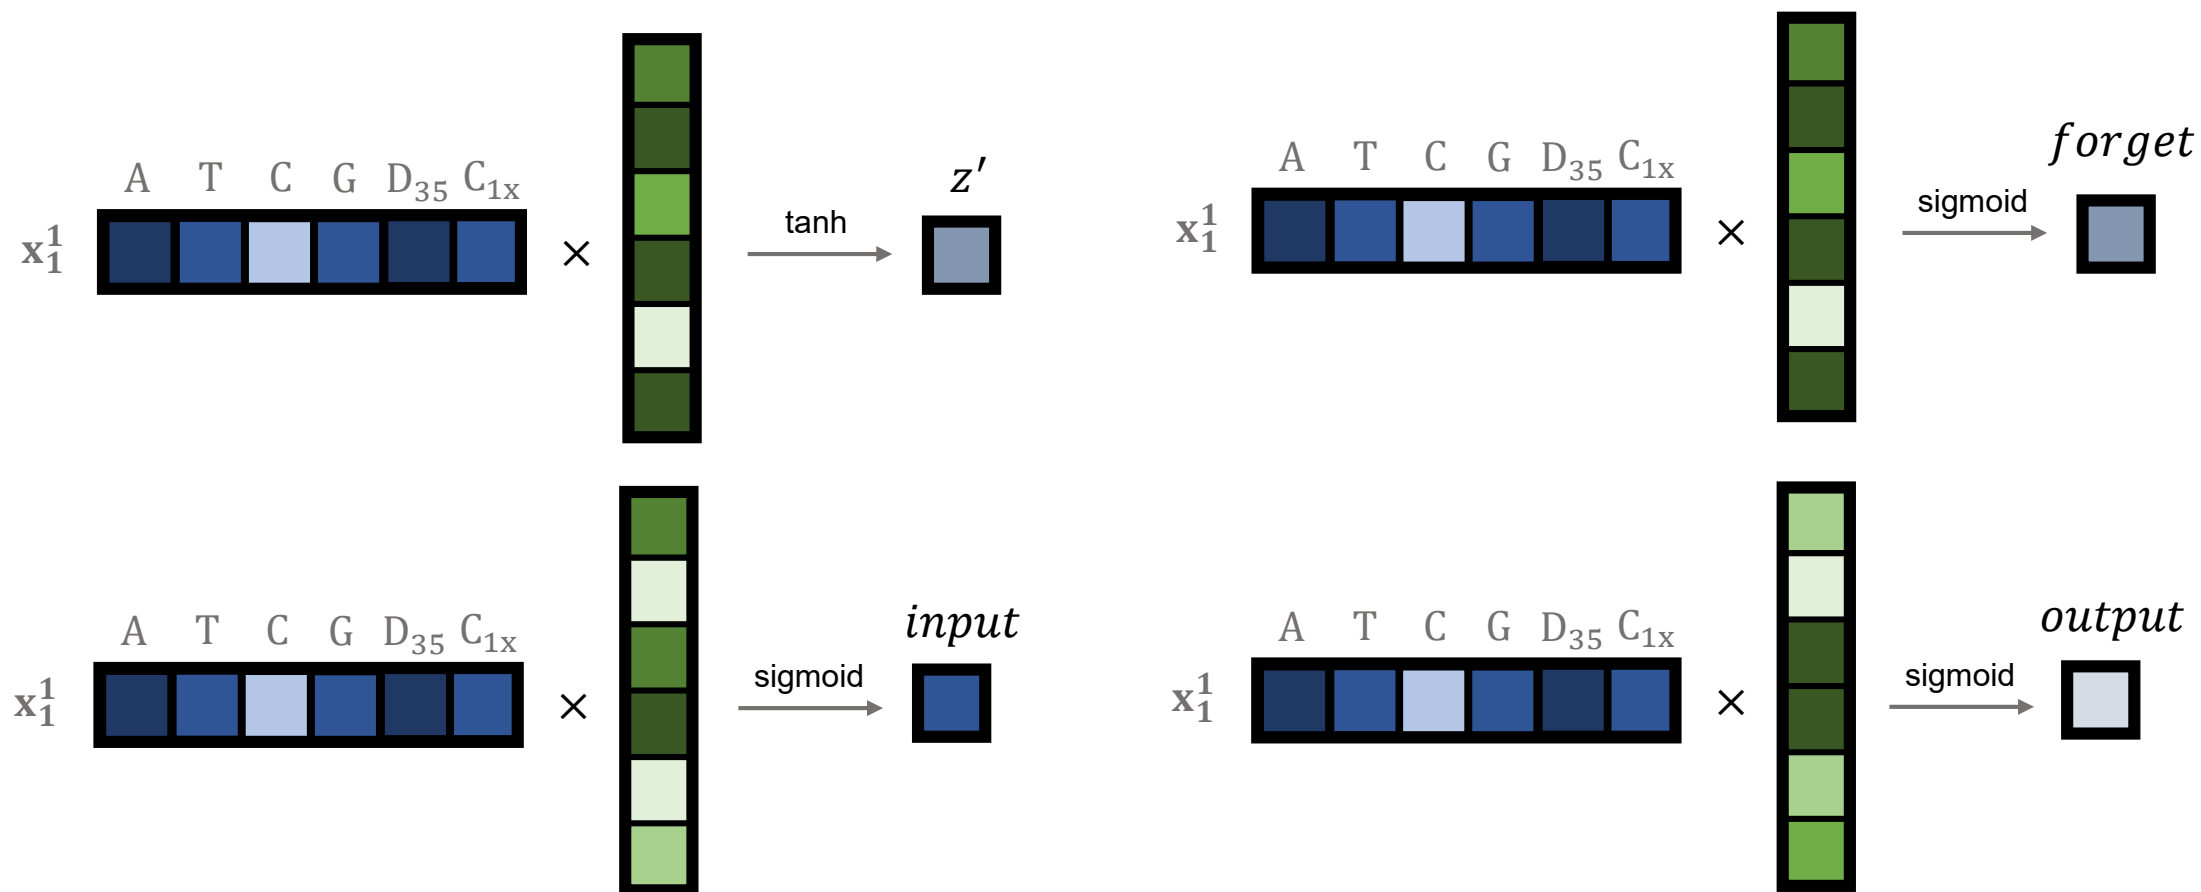 A T C G D₃₅ C₁ₓ
x₁¹ × tanh z′
A T C G D₃₅ C₁ₓ
x₁¹ × sigmoid forget
A T C G D₃₅ C₁ₓ
x₁¹ × sigmoid input
A T C G D₃₅ C₁ₓ
x₁¹ × sigmoid output